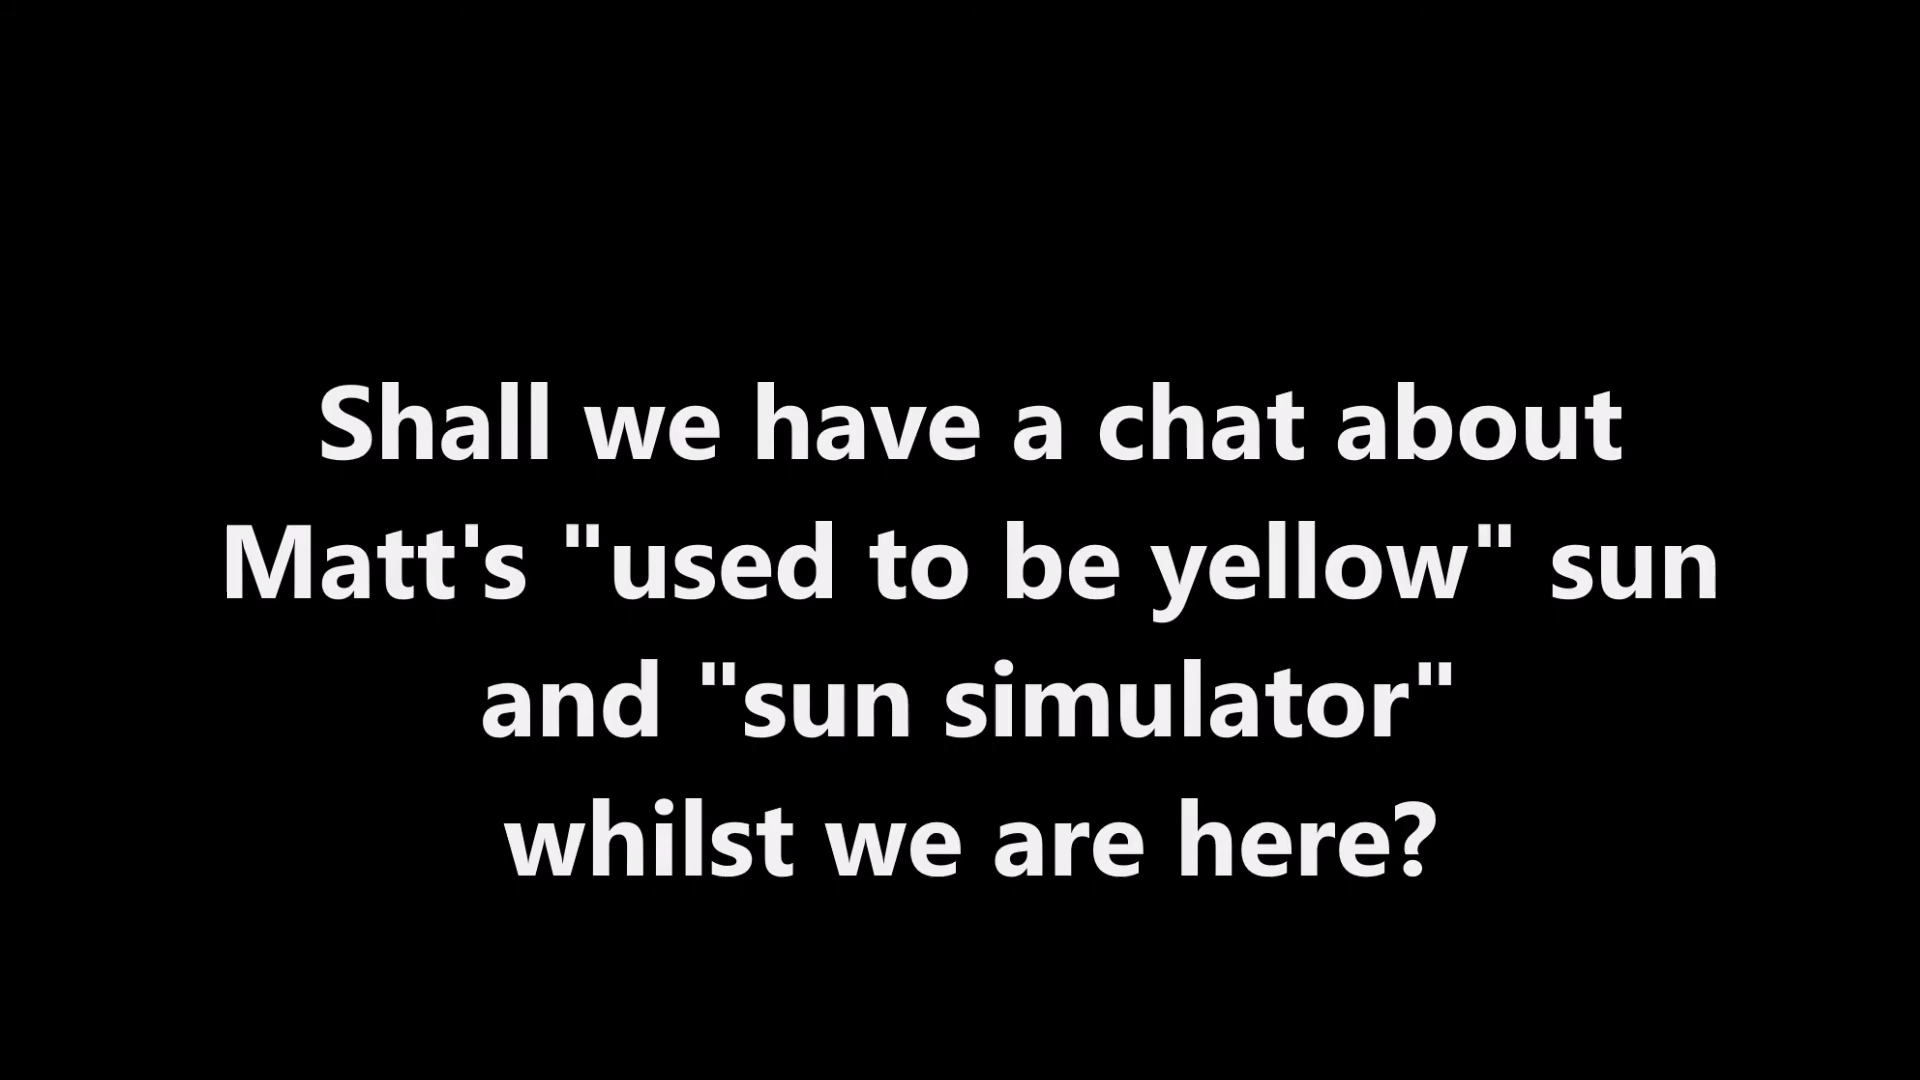 Shall we have a chat about
Matt's "used to be yellow" sun
and "sun simulator"
whilst we are here?